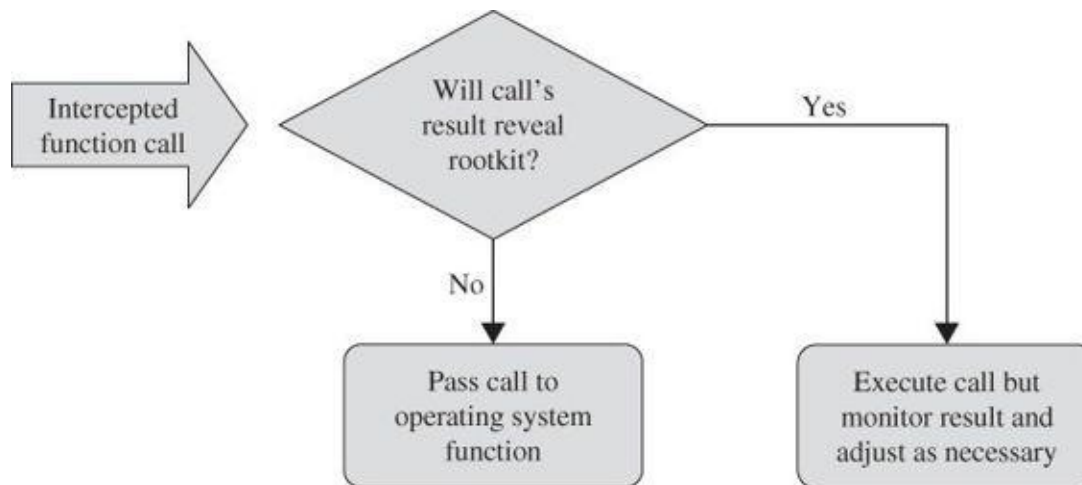 Intercepted
function call
Will call's
result reveal
rootkit?
Yes
No
Pass call to
operating system
function
Execute call but
monitor result and
adjust as necessary